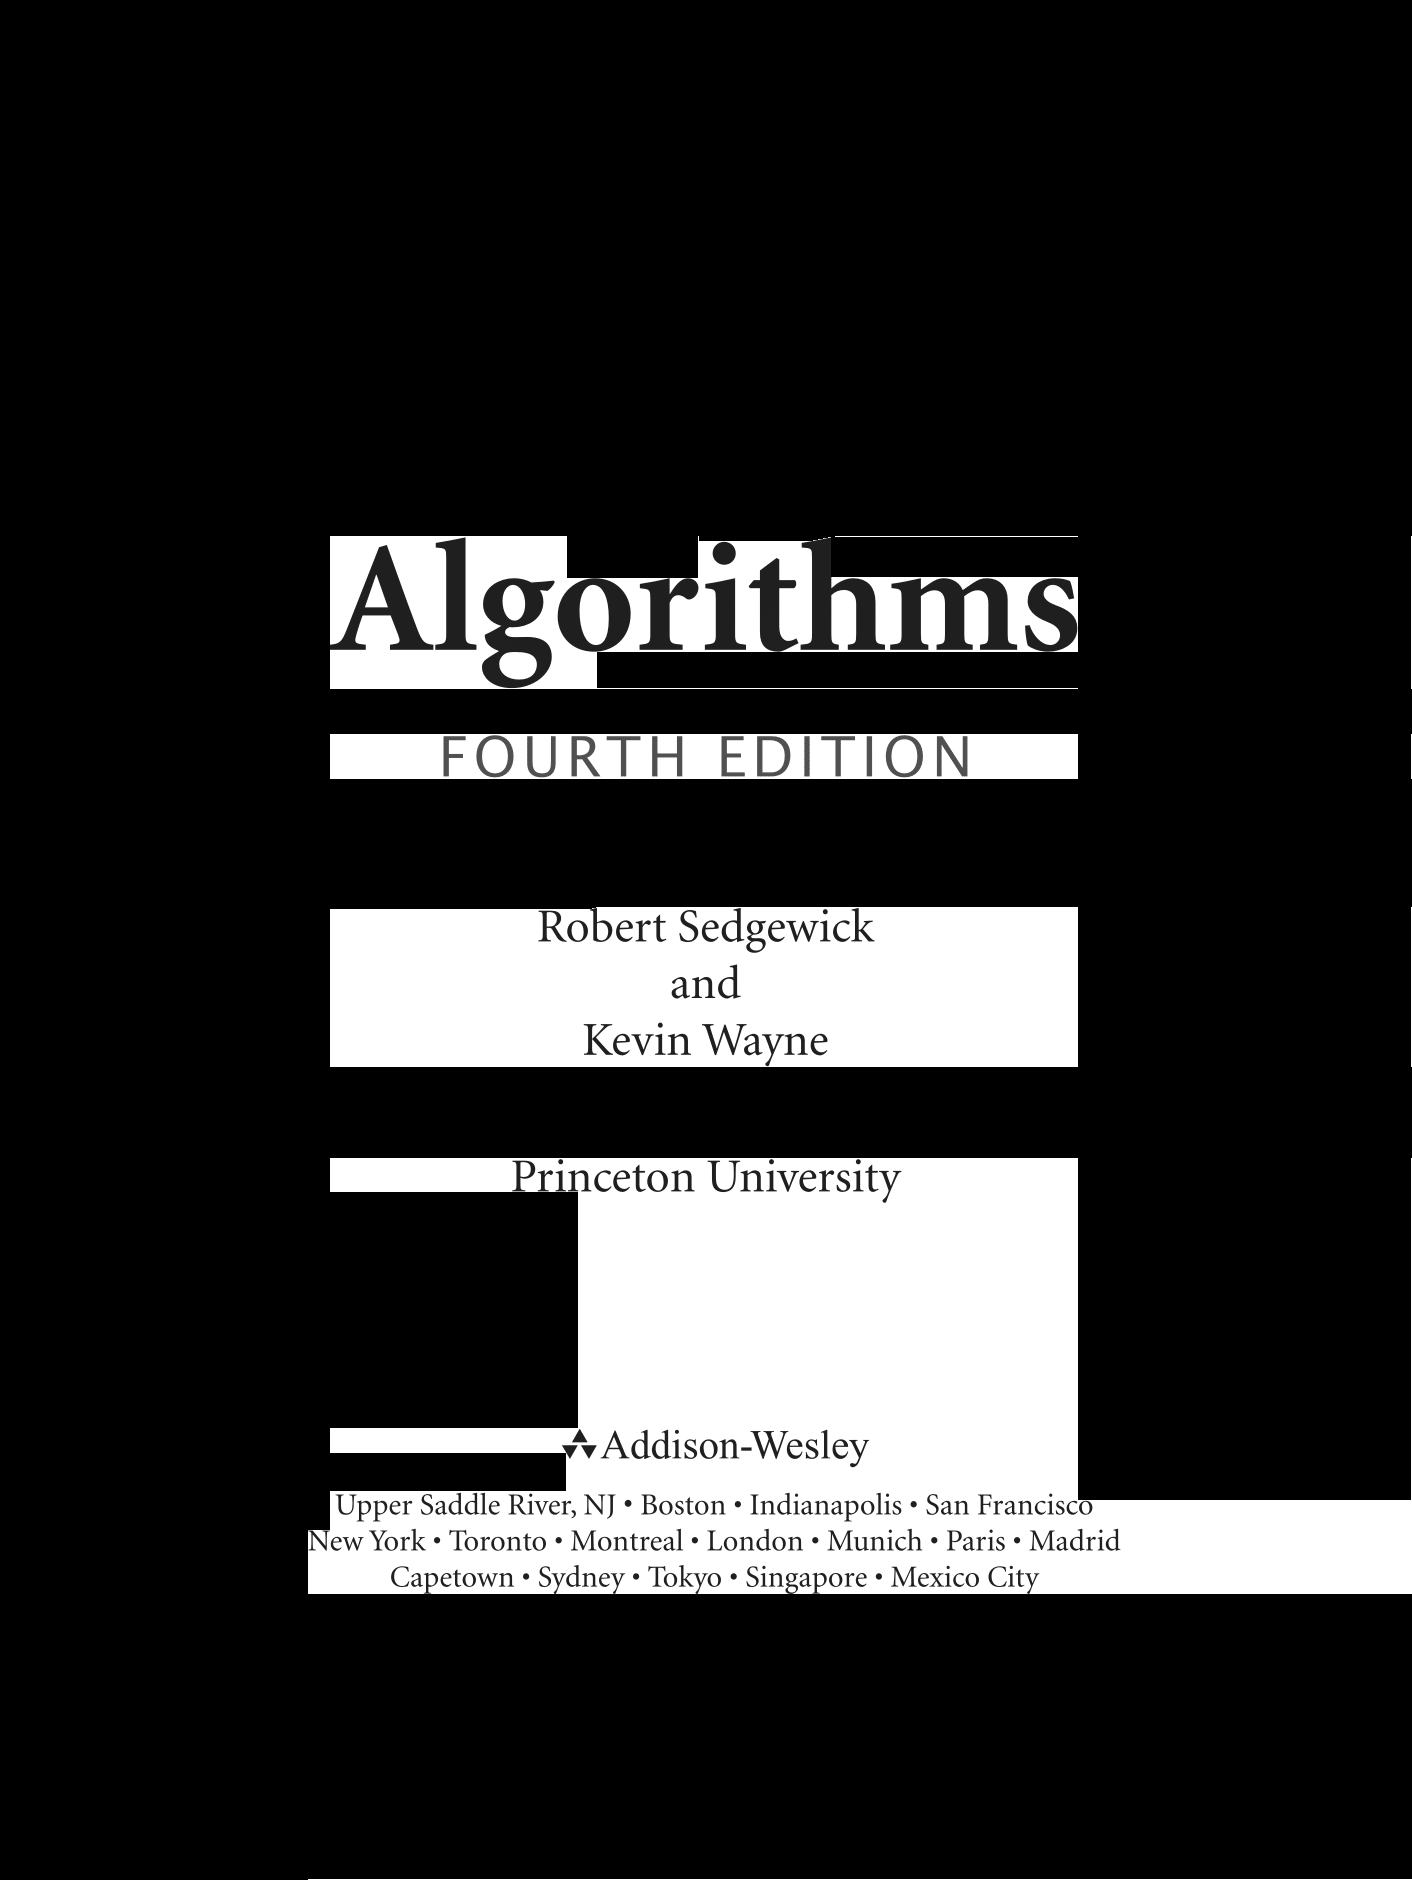 Algorithms
FOURTH EDITION
Robert Sedgewick
and
Kevin Wayne
Princeton University
Addison-Wesley
Upper Saddle River, NJ • Boston • Indianapolis • San Francisco
New York • Toronto • Montreal • London • Munich • Paris • Madrid
Capetown • Sydney • Tokyo • Singapore • Mexico City